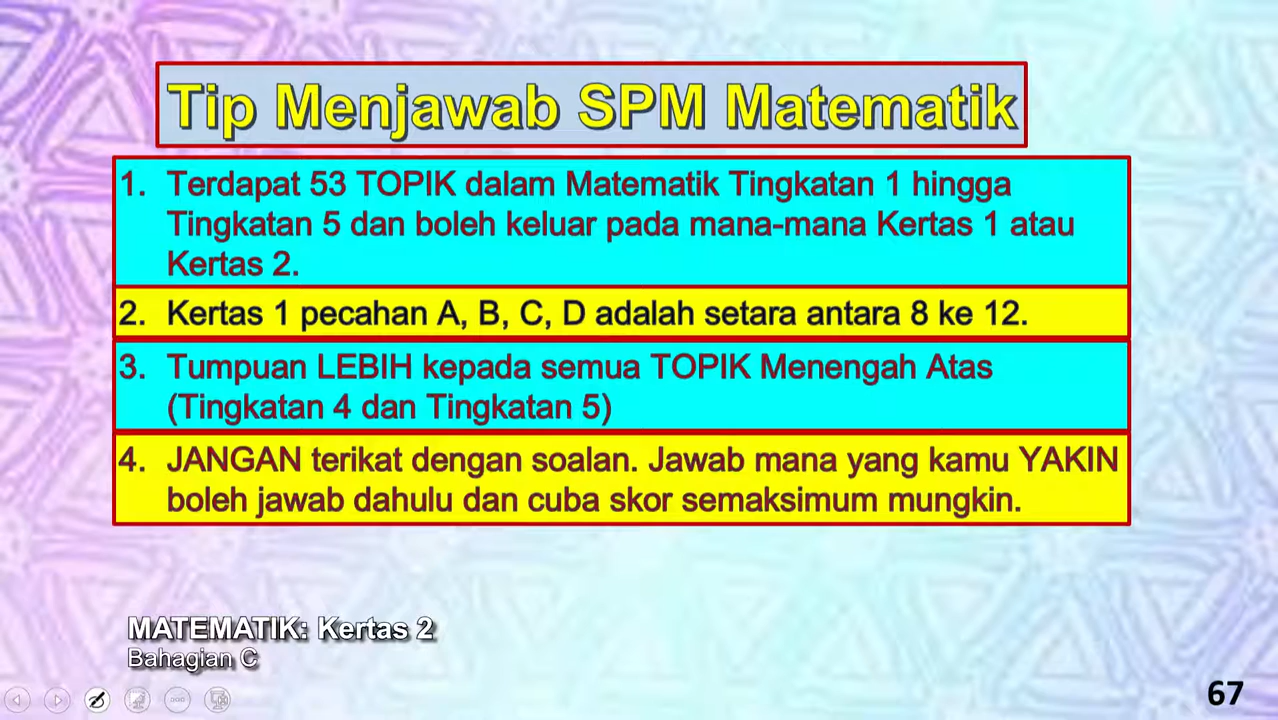 Tip Menjawab SPM Matematik
1. Terdapat 53 TOPIK dalam Matematik Tingkatan 1 hingga
Tingkatan 5 dan boleh keluar pada mana-mana Kertas 1 atau
Kertas 2.
2. Kertas 1 pecahan A, B, C, D adalah setara antara 8 ke 12.
3. Tumpuan LEBIH kepada semua TOPIK Menengah Atas
(Tingkatan 4 dan Tingkatan 5)
4. JANGAN terikat dengan soalan. Jawab mana yang kamu YAKIN
boleh jawab dahulu dan cuba skor semaksimum mungkin.
MATEMATIK: Kertas 2
Bahagian C
67